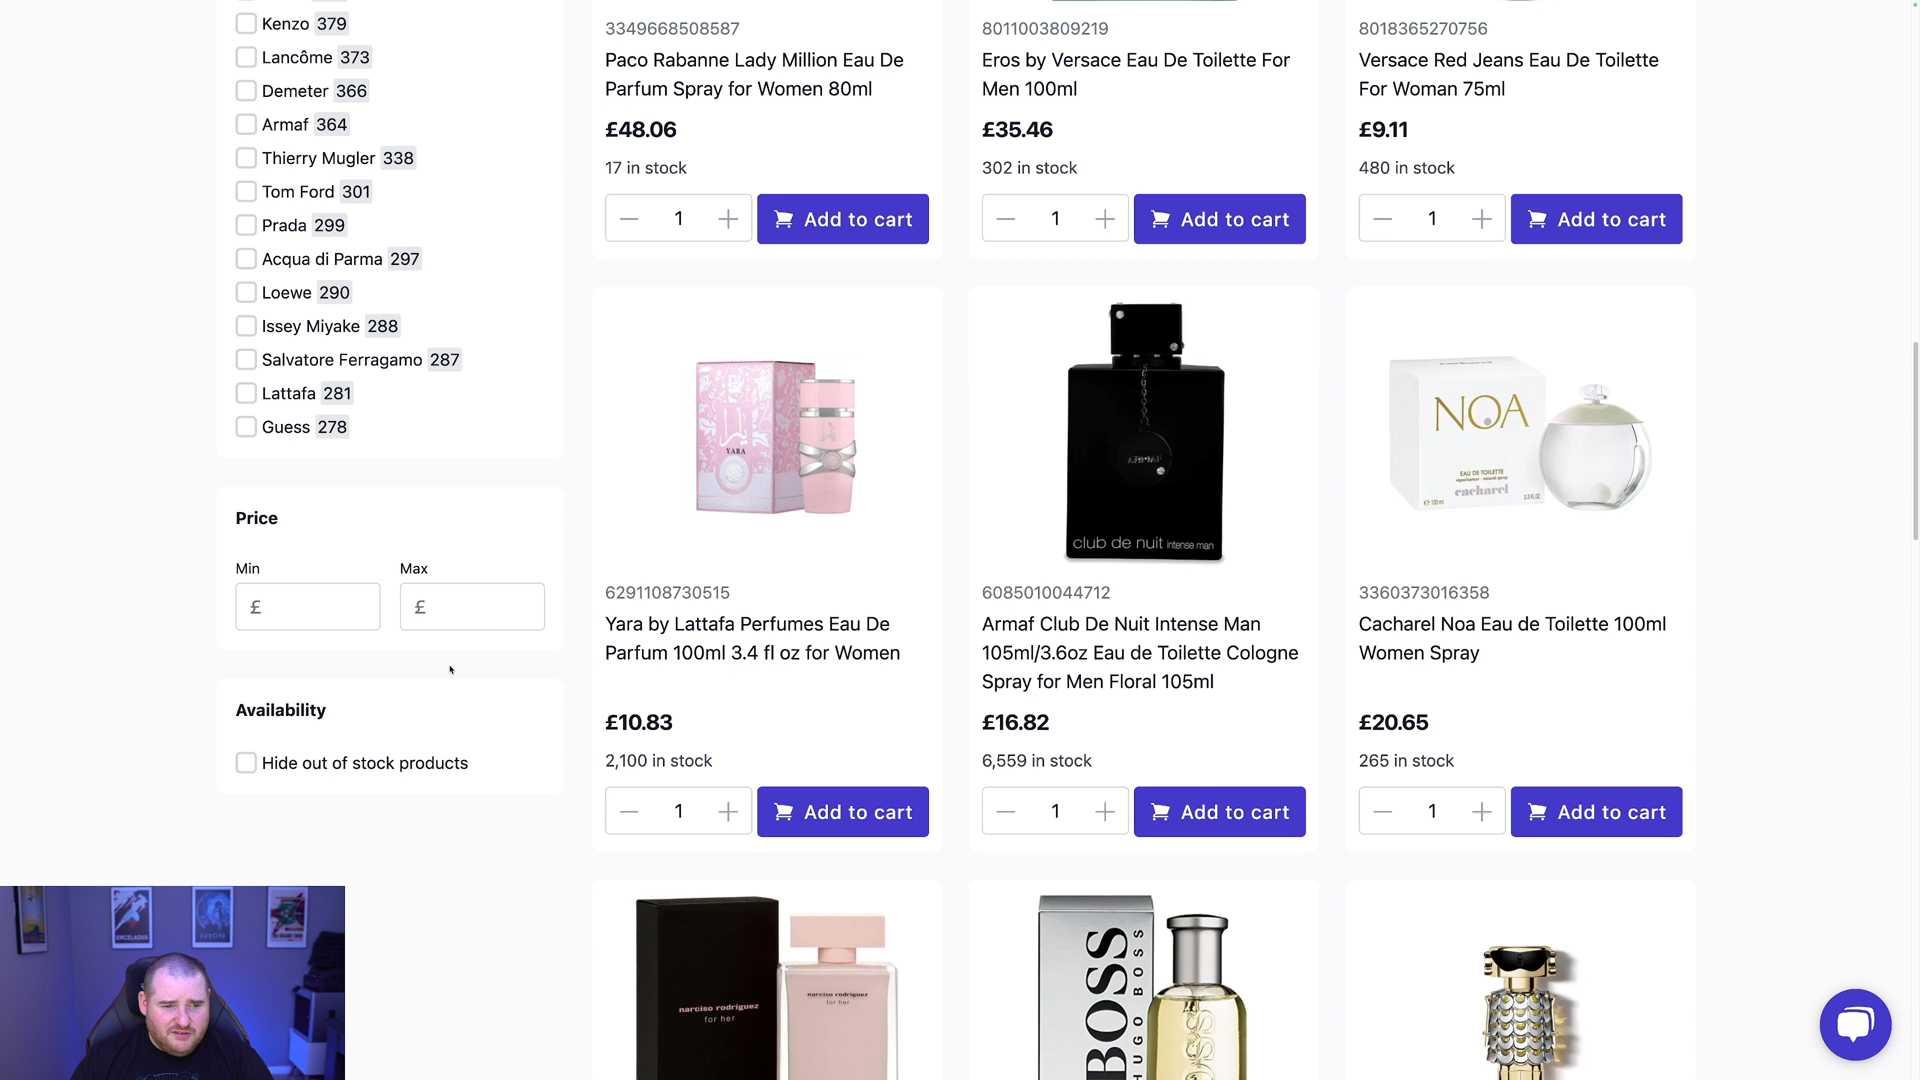 Kenzo 379
Lancôme 373
Demeter 366
Armaf 364
Thierry Mugler 338
Tom Ford 301
Prada 299
Acqua di Parma 297
Loewe 290
Issey Miyake 288
Salvatore Ferragamo 287
Lattafa 281
Guess 278
Price
Min
Max
£
£
Availability
Hide out of stock products
3349668508587
Paco Rabanne Lady Million Eau De
Parfum Spray for Women 80ml
£48.06
17 in stock
1
Add to cart
8011003809219
Eros by Versace Eau De Toilette For
Men 100ml
£35.46
302 in stock
1
Add to cart
8018365270756
Versace Red Jeans Eau De Toilette
For Woman 75ml
£9.11
480 in stock
1
Add to cart
YARA
6291108730515
Yara by Lattafa Perfumes Eau De
Parfum 100ml 3.4 fl oz for Women
£10.83
2,100 in stock
1
Add to cart
ARMAF
club de nuit intense man
6085010044712
Armaf Club De Nuit Intense Man
105ml/3.6oz Eau de Toilette Cologne
Spray for Men Floral 105ml
£16.82
6,559 in stock
1
Add to cart
cacharel
NOA
EAU DE TOILETTE
vaporisateur - natural spray
cacharel
3360373016358
Cacharel Noa Eau de Toilette 100ml
Women Spray
£20.65
265 in stock
1
Add to cart
narciso rodriguez
for her
narciso rodriguez
for her
BOSS
HUGO BOSS
ENCELADUS
EUROPA